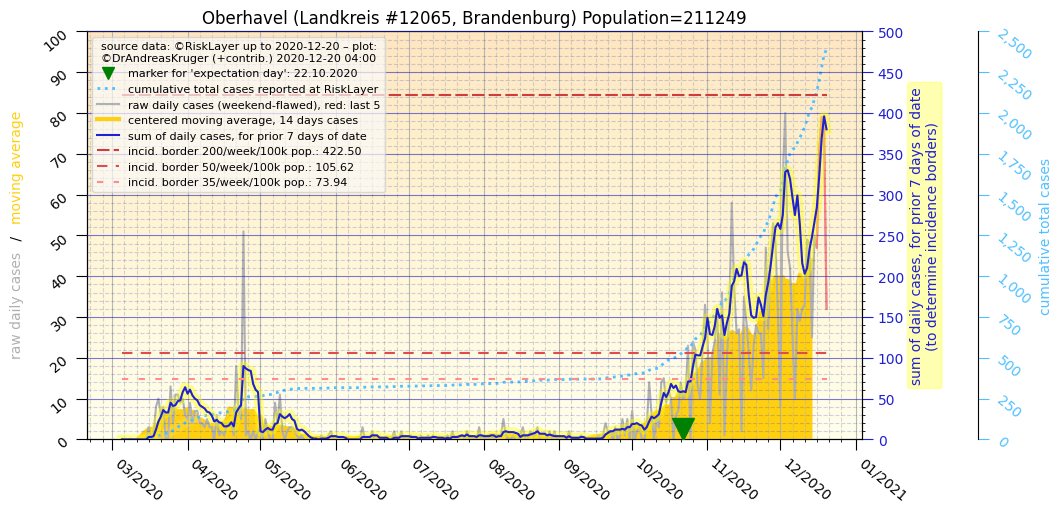 Oberhavel (Landkreis #12065, Brandenburg) Population=211249
source data: ©RiskLayer up to 2020-12-20 – plot:
©DrAndreasKruger (+contrib.) 2020-12-20 04:00
marker for 'expectation day': 22.10.2020
cumulative total cases reported at RiskLayer
raw daily cases (weekend-flawed), red: last 5
centered moving average, 14 days cases
sum of daily cases, for prior 7 days of date
incid. border 200/week/100k pop.: 422.50
incid. border 50/week/100k pop.: 105.62
incid. border 35/week/100k pop.: 73.94
raw daily cases / moving average
100
90
80
70
60
50
40
30
20
10
0
03/2020
04/2020
05/2020
06/2020
07/2020
08/2020
09/2020
10/2020
11/2020
12/2020
01/2021
500
450
400
350
300
250
200
150
100
50
0
sum of daily cases, for prior 7 days of date
(to determine incidence borders)
2,500
2,250
2,000
1,750
1,500
1,250
1,000
750
500
250
0
cumulative total cases